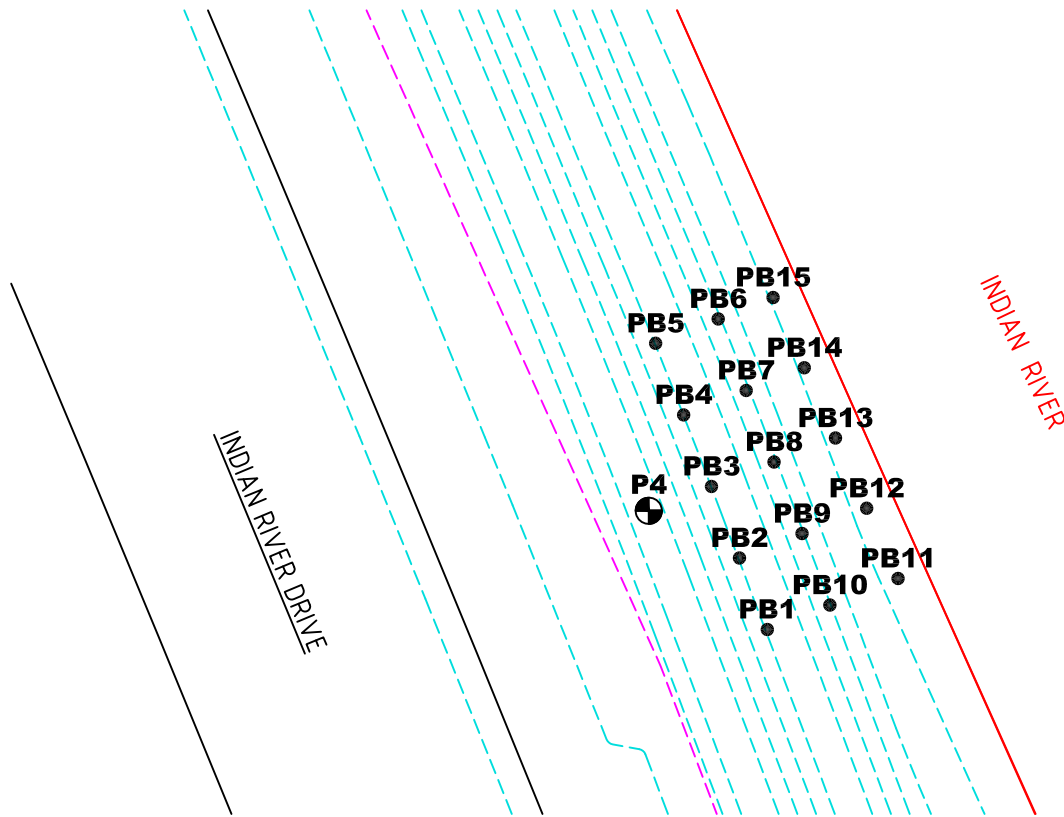 PB15
PB6
PB5
PB14
PB7
PB4
PB13
PB8
PB3
P4
PB12
PB9
PB2
PB11
PB10
PB1
INDIAN RIVER DRIVE
INDIAN RIVER